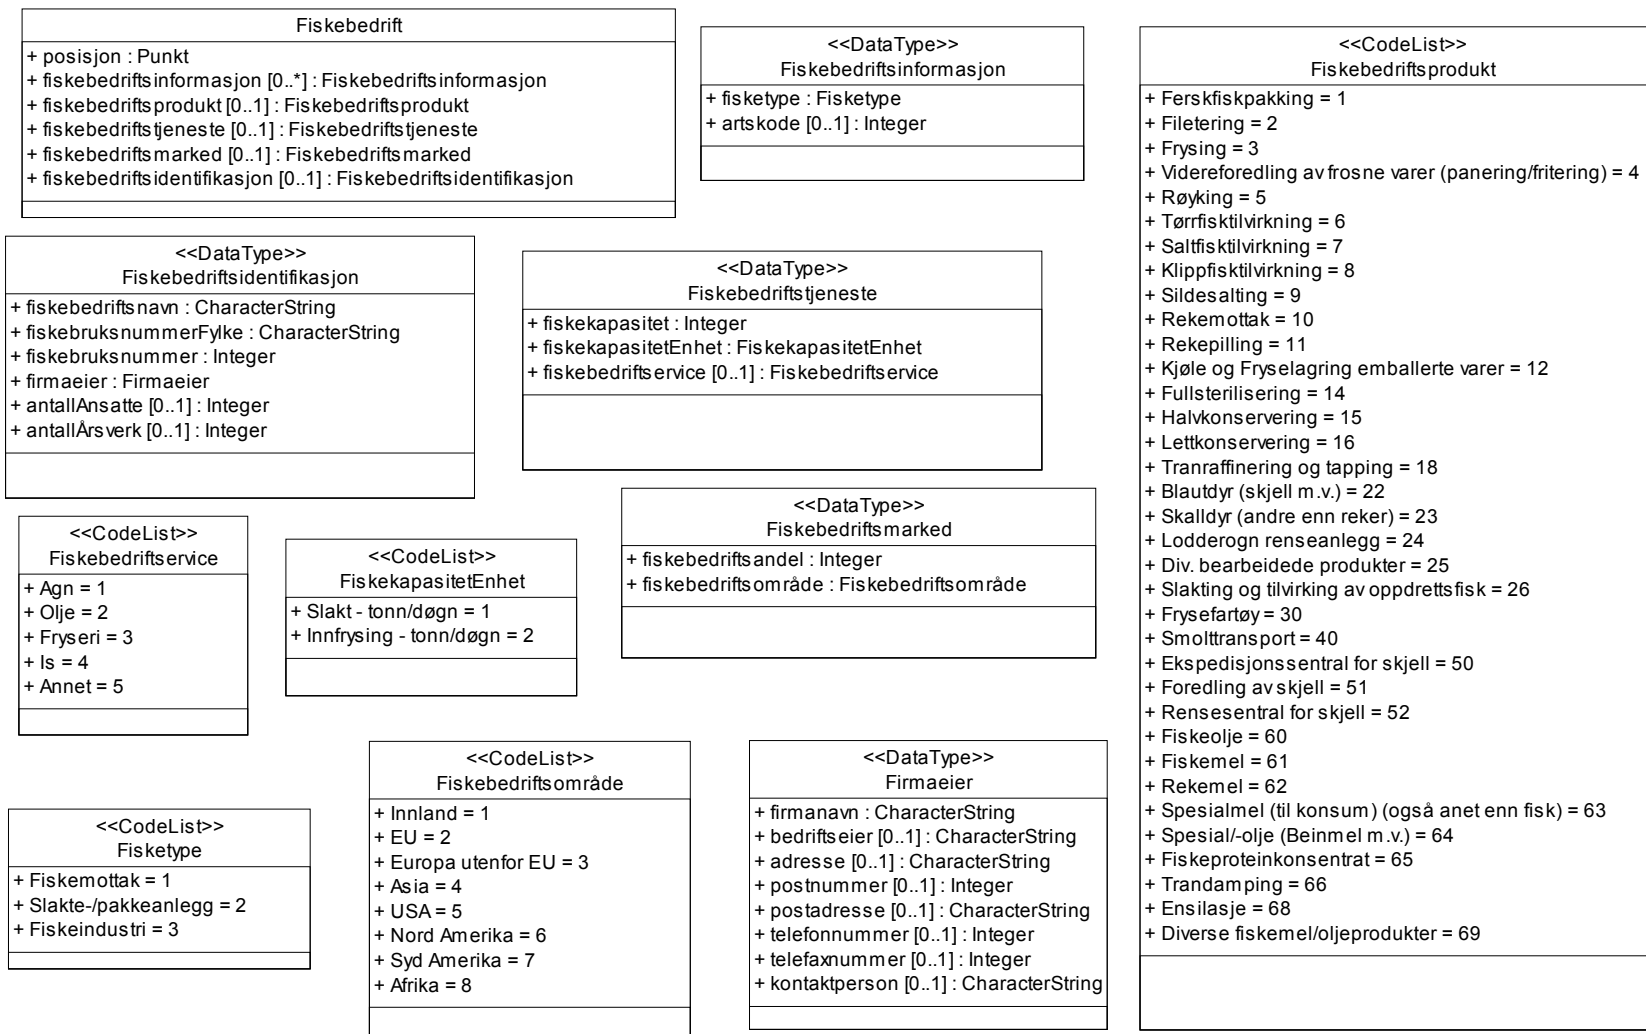 Fiskebedrift
+ posisjon : Punkt
+ fiskebedriftsinformasjon [0..*] : Fiskebedriftsinformasjon
+ fiskebedriftsprodukt [0..1] : Fiskebedriftsprodukt
+ fiskebedriftstjeneste [0..1] : Fiskebedriftstjeneste
+ fiskebedriftsmarked [0..1] : Fiskebedriftsmarked
+ fiskebedriftsidentifikasjon [0..1] : Fiskebedriftsidentifikasjon
<<DataType>>
Fiskebedriftsinformasjon
+ fisketype : Fisketype
+ artskode [0..1] : Integer
<<CodeList>>
Fiskebedriftsprodukt
+ Ferskfiskpakking = 1
+ Filetering = 2
+ Frysing = 3
+ Videreforedling av frosne varer (panering/fritering) = 4
+ Røyking = 5
+ Tørrfisktilvirkning = 6
+ Saltfisktilvirkning = 7
+ Klippfisktilvirkning = 8
+ Sildesalting = 9
+ Rekemottak = 10
+ Rekepilling = 11
+ Kjøle og Fryselagring emballerte varer = 12
+ Fullsterilisering = 14
+ Halvkonservering = 15
+ Lettkonservering = 16
+ Tranraffinering og tapping = 18
+ Blautdyr (skjell m.v.) = 22
+ Skalldyr (andre enn reker) = 23
+ Lodderogn renseanlegg = 24
+ Div. bearbeidede produkter = 25
+ Slakting og tilvirking av oppdrettsfisk = 26
+ Frysefartøy = 30
+ Smolttransport = 40
+ Ekspedisjonssentral for skjell = 50
+ Foredling av skjell = 51
+ Rensesentral for skjell = 52
+ Fiskeolje = 60
+ Fiskemel = 61
+ Rekemel = 62
+ Spesialmel (til konsum) (også anet enn fisk) = 63
+ Spesial/-olje (Beinmel m.v.) = 64
+ Fiskeproteinkonsentrat = 65
+ Trandamping = 66
+ Ensilasje = 68
+ Diverse fiskemel/oljeprodukter = 69
<<DataType>>
Fiskebedriftsidentifikasjon
+ fiskebedriftsnavn : CharacterString
+ fiskebruksnummerFylke : CharacterString
+ fiskebruksnummer : Integer
+ firmaeier : Firmaeier
+ antallAnsatte [0..1] : Integer
+ antallÅrsverk [0..1] : Integer
<<DataType>>
Fiskebedriftstjeneste
+ fiskekapasitet : Integer
+ fiskekapasitetEnhet : FiskekapasitetEnhet
+ fiskebedriftservice [0..1] : Fiskebedriftservice
<<DataType>>
Fiskebedriftsmarked
+ fiskebedriftsandel : Integer
+ fiskebedriftsområde : Fiskebedriftsområde
<<CodeList>>
Fiskebedriftservice
+ Agn = 1
+ Olje = 2
+ Fryseri = 3
+ Is = 4
+ Annet = 5
<<CodeList>>
FiskekapasitetEnhet
+ Slakt - tonn/døgn = 1
+ Innfrysing - tonn/døgn = 2
<<CodeList>>
Fisketype
+ Fiskemottak = 1
+ Slakte-/pakkeanlegg = 2
+ Fiskeindustri = 3
<<CodeList>>
Fiskebedriftsområde
+ Innland = 1
+ EU = 2
+ Europa utenfor EU = 3
+ Asia = 4
+ USA = 5
+ Nord Amerika = 6
+ Syd Amerika = 7
+ Afrika = 8
<<DataType>>
Firmaeier
+ firmanavn : CharacterString
+ bedriftseier [0..1] : CharacterString
+ adresse [0..1] : CharacterString
+ postnummer [0..1] : Integer
+ postadresse [0..1] : CharacterString
+ telefonnummer [0..1] : Integer
+ telefaxnummer [0..1] : Integer
+ kontaktperson [0..1] : CharacterString